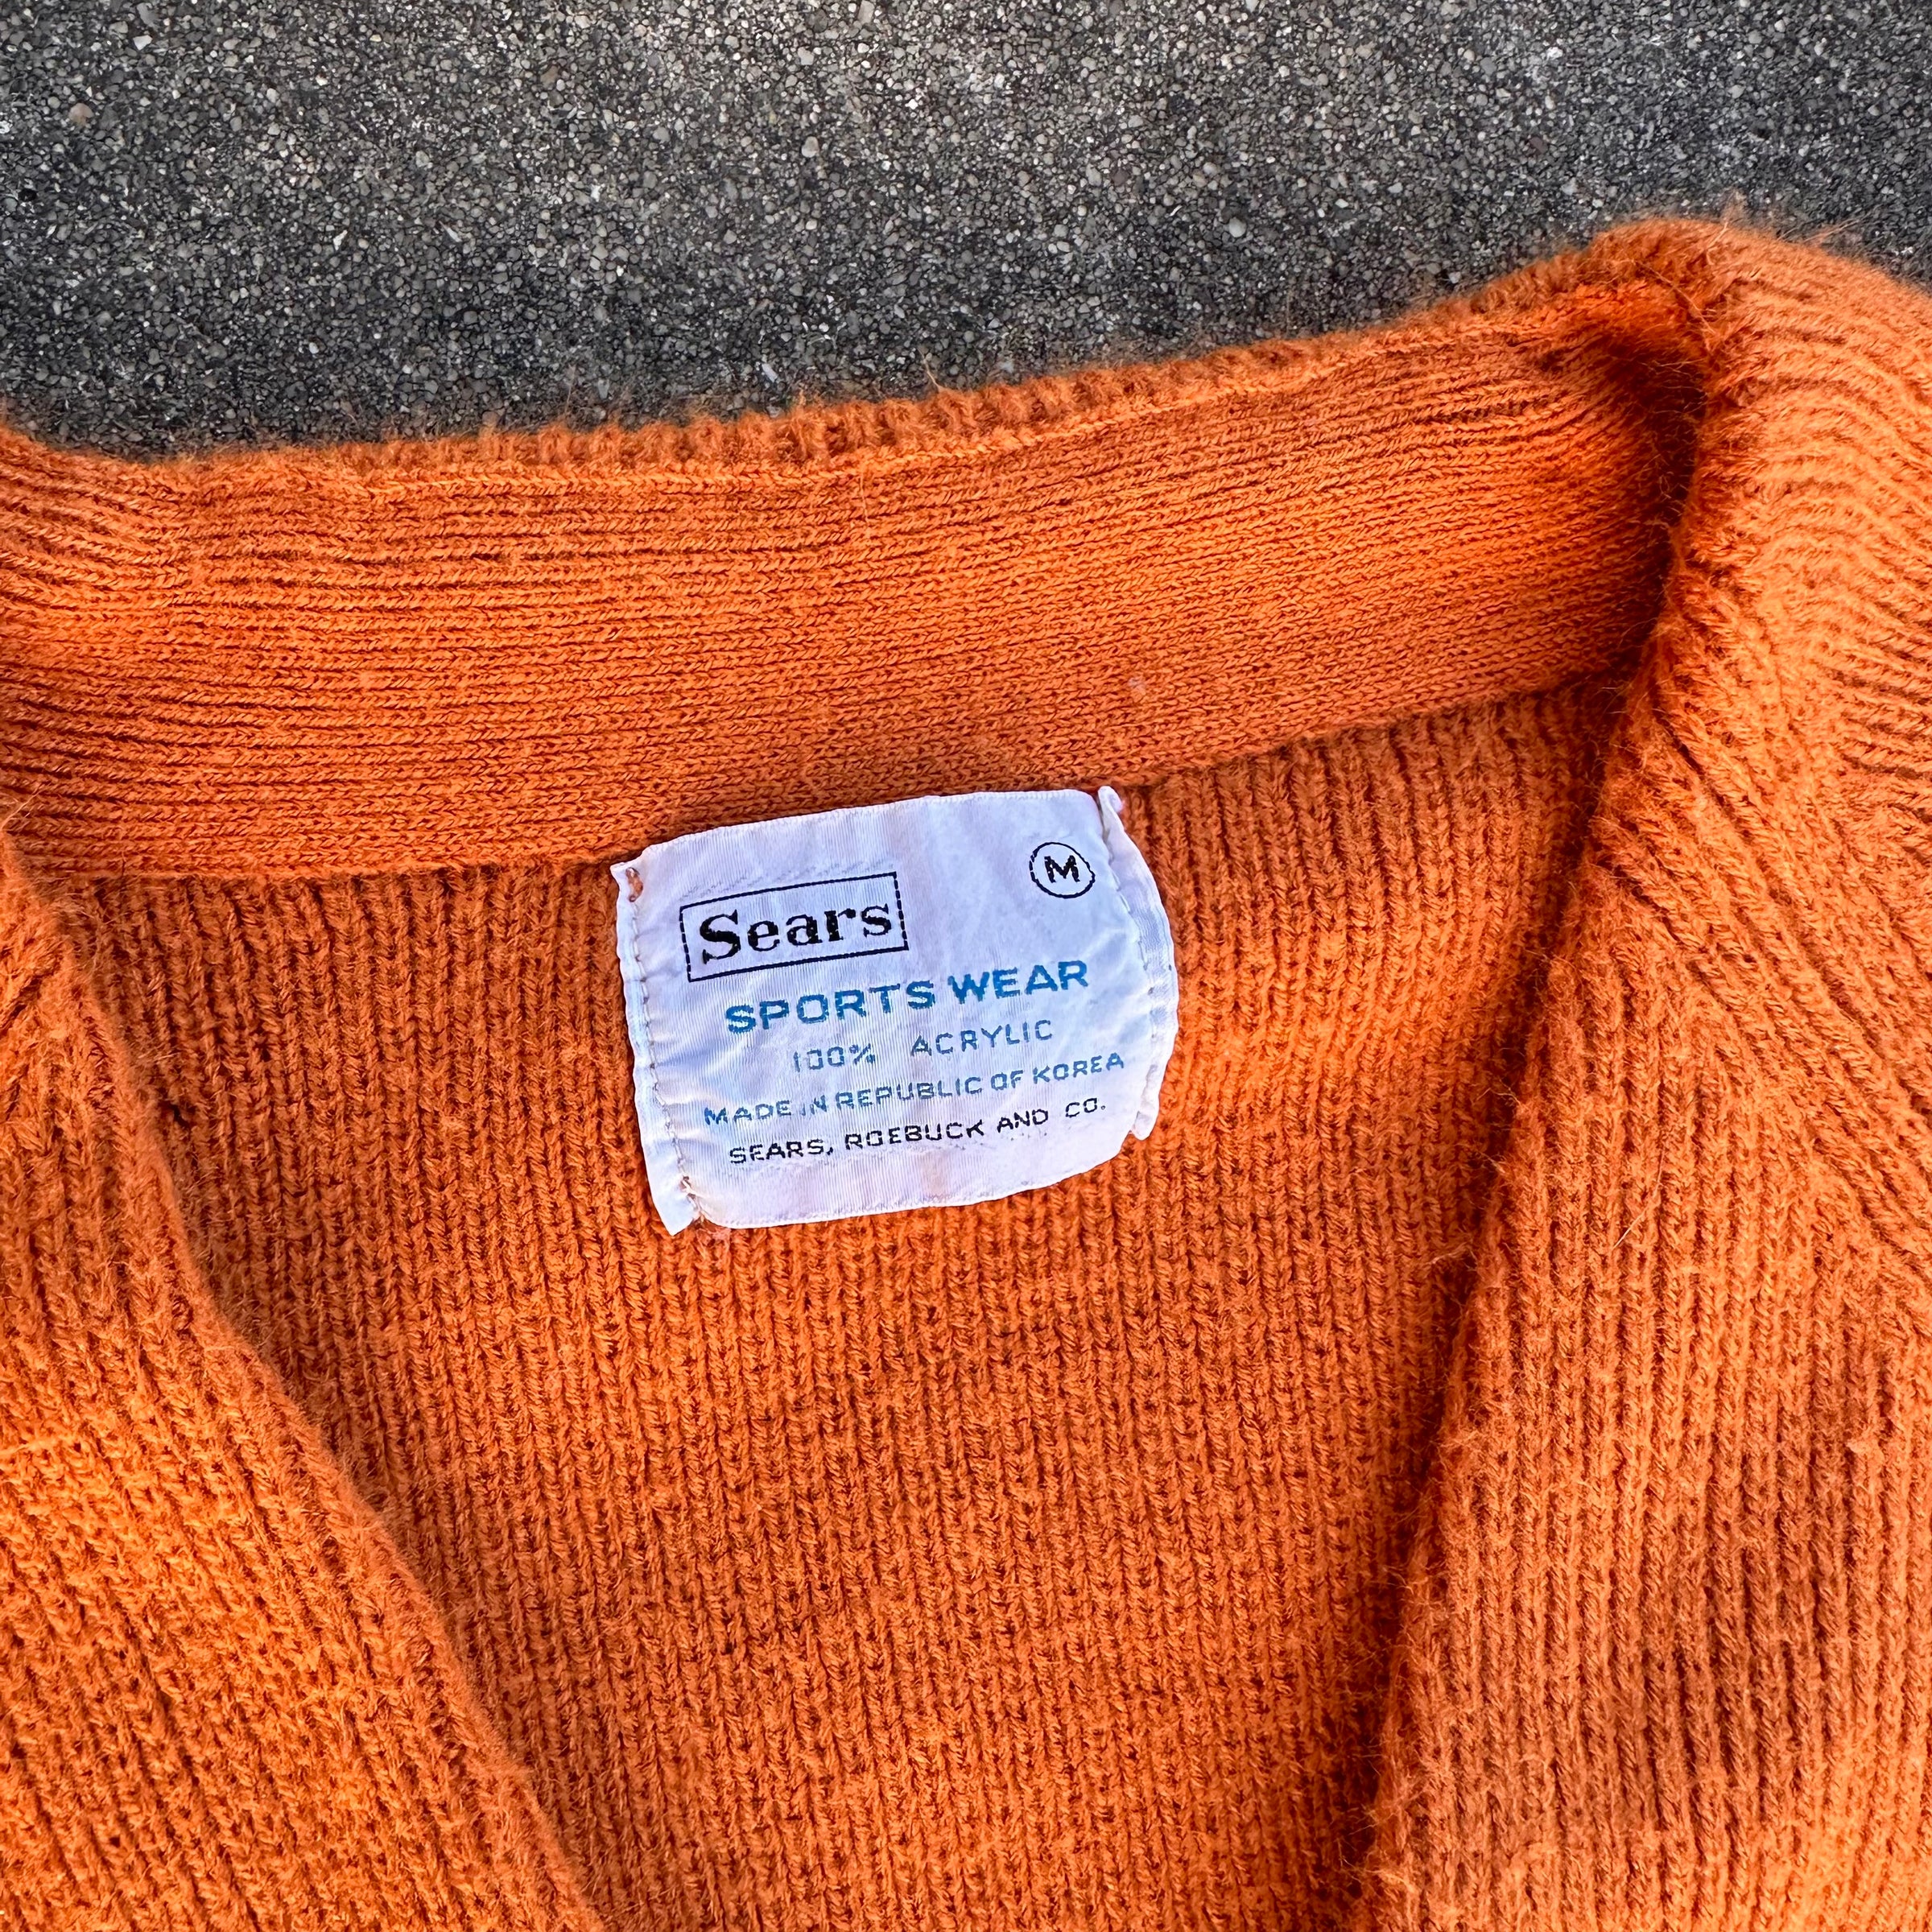 M
Sears
SPORTS WEAR
100% ACRYLIC
MADE IN REPUBLIC OF KOREA
SEARS, ROEBUCK AND CO.